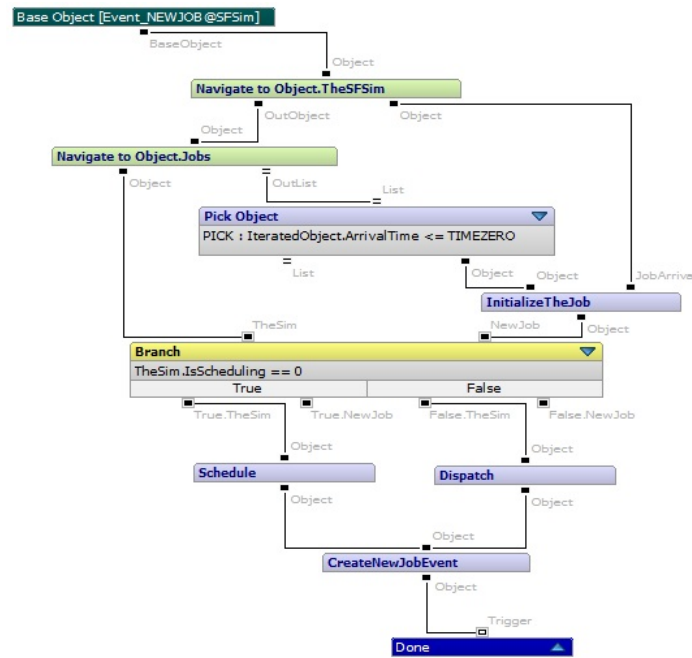 Base Object [Event_NEWJOB@SFSim]
BaseObject
Object
Navigate to Object.TheSFSim
OutObject
Object
Object
Navigate to Object.Jobs
Object
OutList
List
Pick Object
PICK : IteratedObject.ArrivalTime <= TIMEZERO
List
Object
Object
JobArrive
InitializeTheJob
TheSim
NewJob
Object
Branch
TheSim.IsScheduling == 0
True
False
True.TheSim
True.NewJob
False.TheSim
False.NewJob
Object
Object
Schedule
Dispatch
Object
Object
Object
CreateNewJobEvent
Object
Trigger
Done